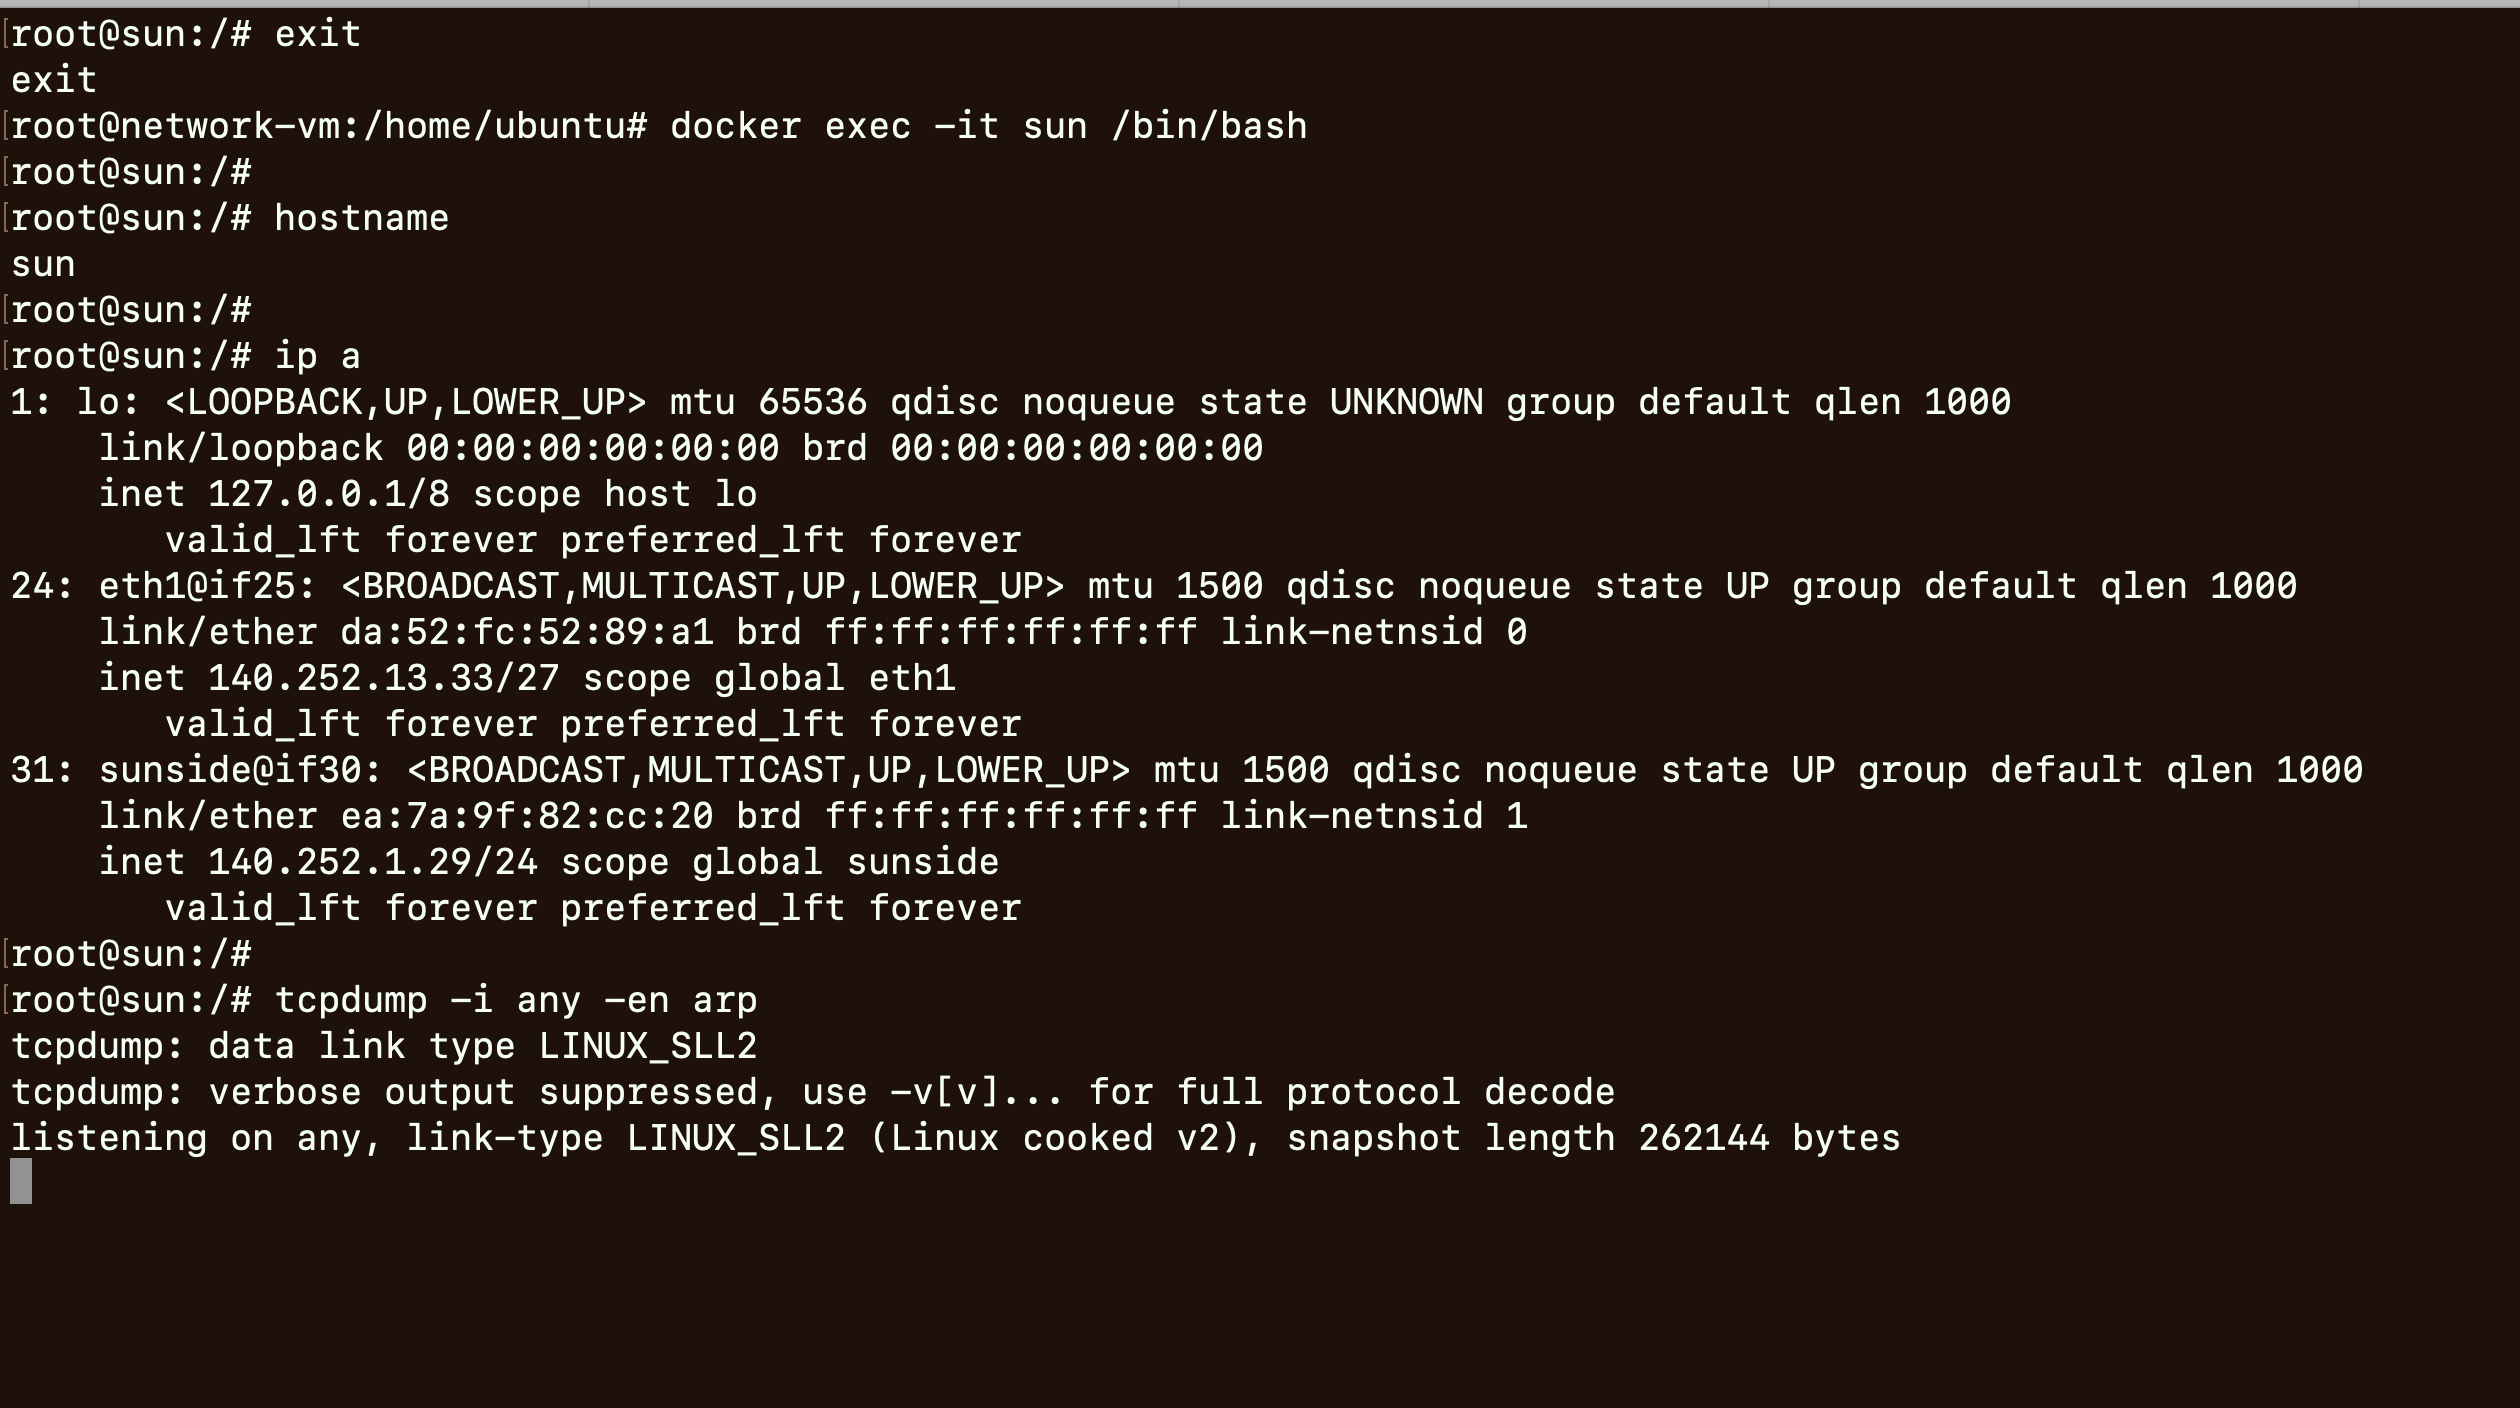 [root@sun:/# exit
exit
[root@network-vm:/home/ubuntu# docker exec -it sun /bin/bash
[root@sun:/#
[root@sun:/# hostname
sun
[root@sun:/#
[root@sun:/# ip a
1: lo: <LOOPBACK,UP,LOWER_UP> mtu 65536 qdisc noqueue state UNKNOWN group default qlen 1000
    link/loopback 00:00:00:00:00:00 brd 00:00:00:00:00:00
    inet 127.0.0.1/8 scope host lo
       valid_lft forever preferred_lft forever
24: eth1@if25: <BROADCAST,MULTICAST,UP,LOWER_UP> mtu 1500 qdisc noqueue state UP group default qlen 1000
    link/ether da:52:fc:52:89:a1 brd ff:ff:ff:ff:ff:ff link-netnsid 0
    inet 140.252.13.33/27 scope global eth1
       valid_lft forever preferred_lft forever
31: sunside@if30: <BROADCAST,MULTICAST,UP,LOWER_UP> mtu 1500 qdisc noqueue state UP group default qlen 1000
    link/ether ea:7a:9f:82:cc:20 brd ff:ff:ff:ff:ff:ff link-netnsid 1
    inet 140.252.1.29/24 scope global sunside
       valid_lft forever preferred_lft forever
[root@sun:/#
[root@sun:/# tcpdump -i any -en arp
tcpdump: data link type LINUX_SLL2
tcpdump: verbose output suppressed, use -v[v]... for full protocol decode
listening on any, link-type LINUX_SLL2 (Linux cooked v2), snapshot length 262144 bytes